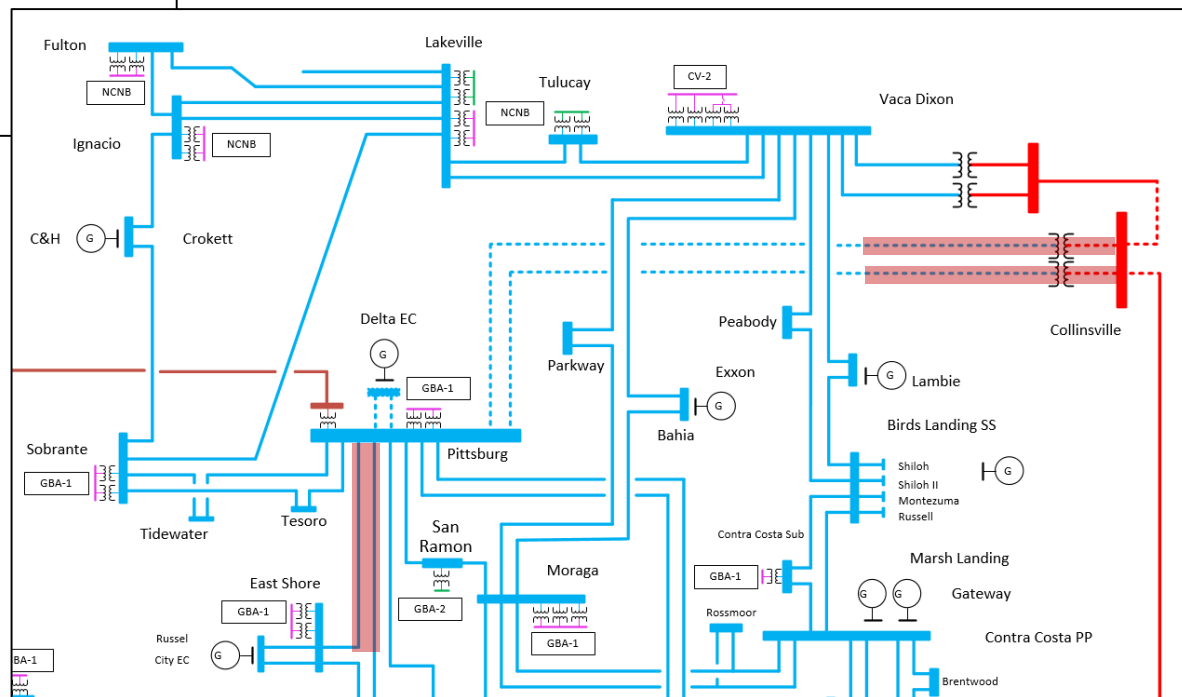 Fulton
Lakeville
Tulucay
CV-2
Vaca Dixon
NCNB
NCNB
Ignacio
NCNB
C&H
G
Crokett
Collinsville
Delta EC
G
Peabody
Parkway
Exxon
G
Lambie
GBA-1
G
Bahia
Birds Landing SS
Sobrante
Pittsburg
Shiloh
G
GBA-1
Shiloh II
Montezuma
Russell
Tesoro
Tidewater
San
Ramon
Contra Costa Sub
Marsh Landing
Moraga
GBA-1
East Shore
G
G
Gateway
GBA-1
GBA-2
Rossmoor
Russel
City EC
G
GBA-1
Contra Costa PP
BA-1
Brentwood